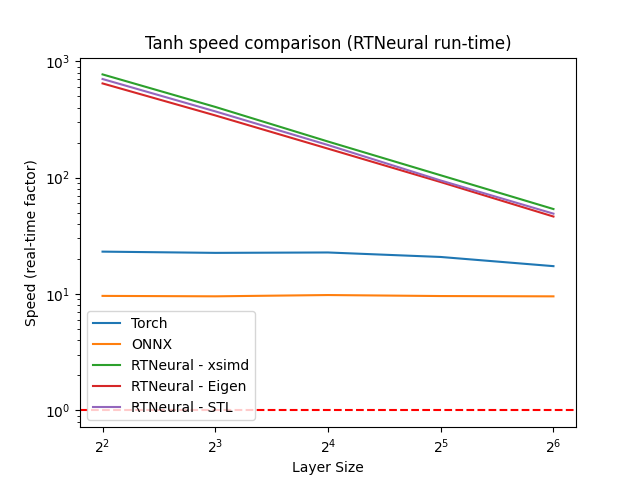 Tanh speed comparison (RTNeural run-time)
Speed (real-time factor)
10³
10²
10¹
10⁰
Torch
ONNX
RTNeural - xsimd
RTNeural - Eigen
RTNeural - STL
2² 2³ 2⁴ 2⁵ 2⁶
Layer Size